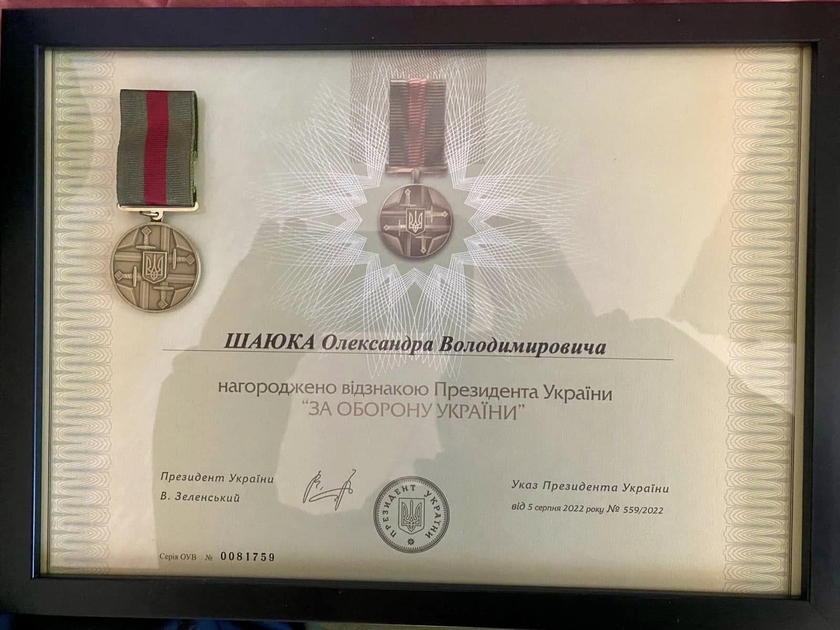 ШАЮКА Олександра Володимировича
нагороджено відзнакою Президента України
“ЗА ОБОРОНУ УКРАЇНИ”
Президент України
В. Зеленський
ПРЕЗИДЕНТ УКРАЇНИ
Указ Президента України
від 5 серпня 2022 року № 559/2022
Серія ОУВ № 0081759